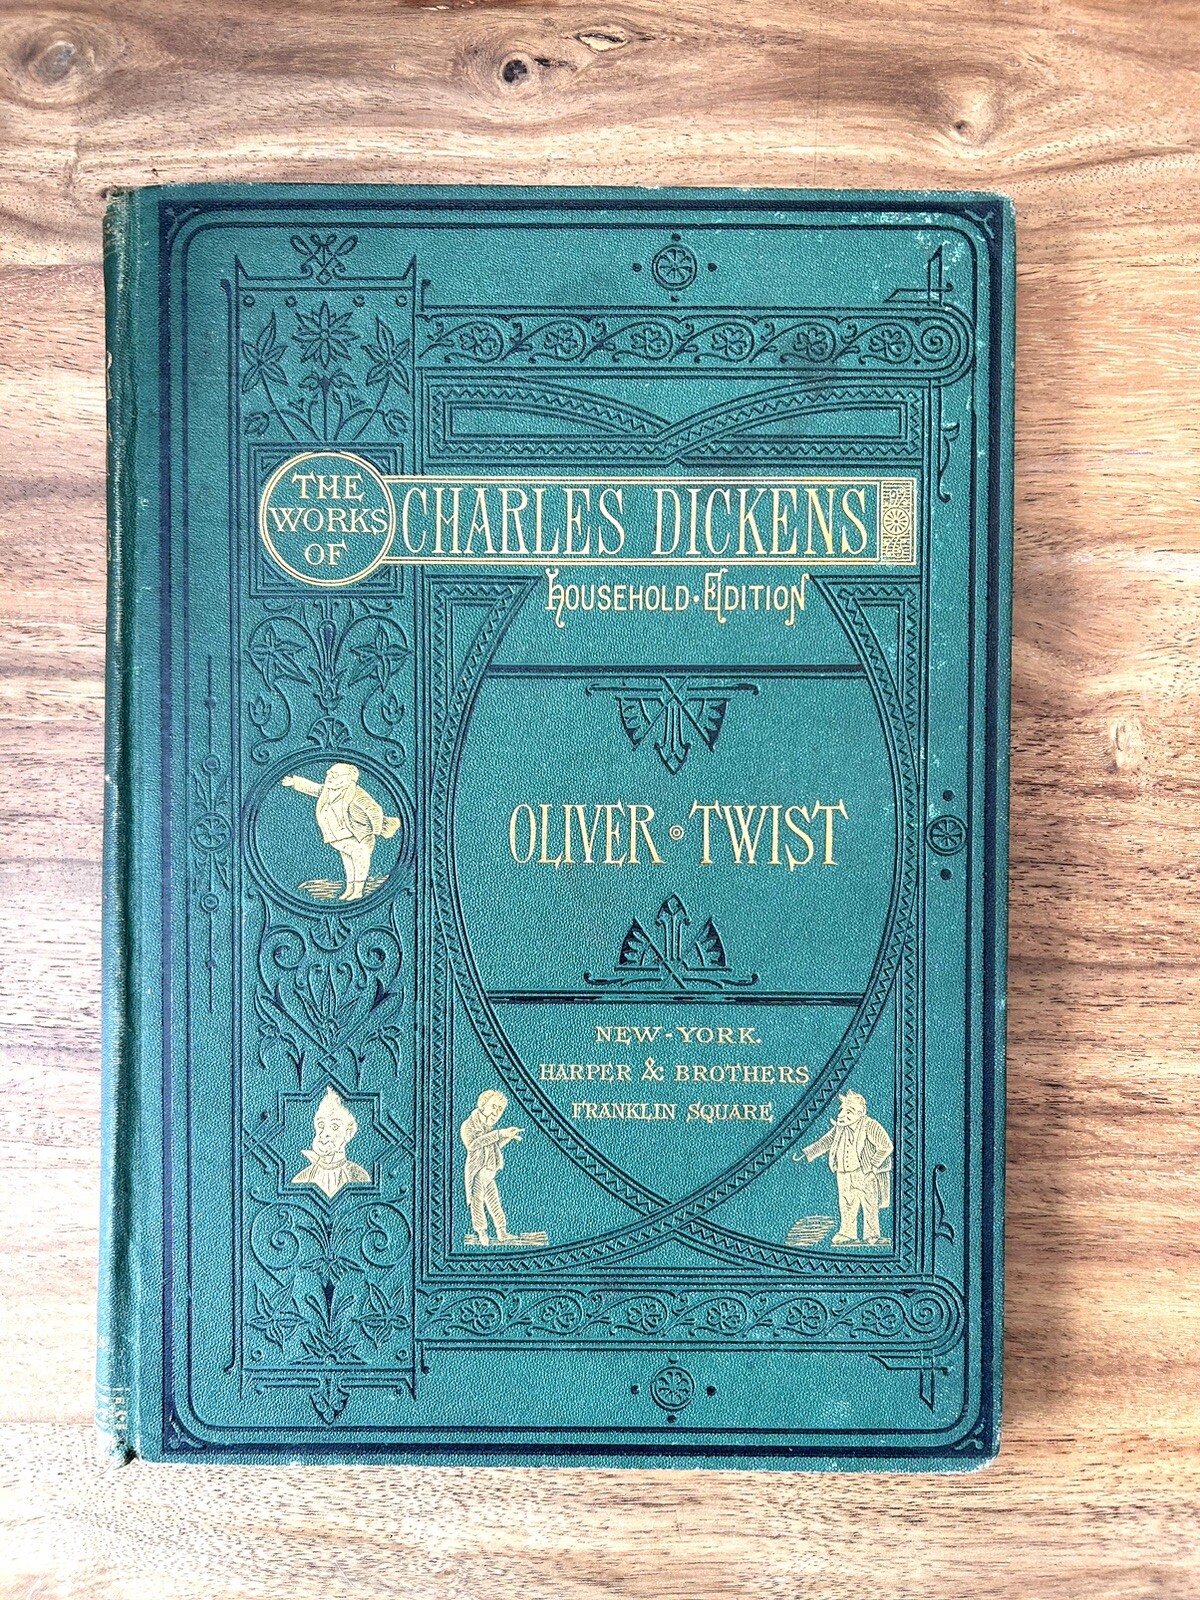 THE
WORKS
OF
CHARLES DICKENS
HOUSEHOLD · EDITION
OLIVER · TWIST
NEW-YORK.
HARPER & BROTHERS
FRANKLIN SQUARE